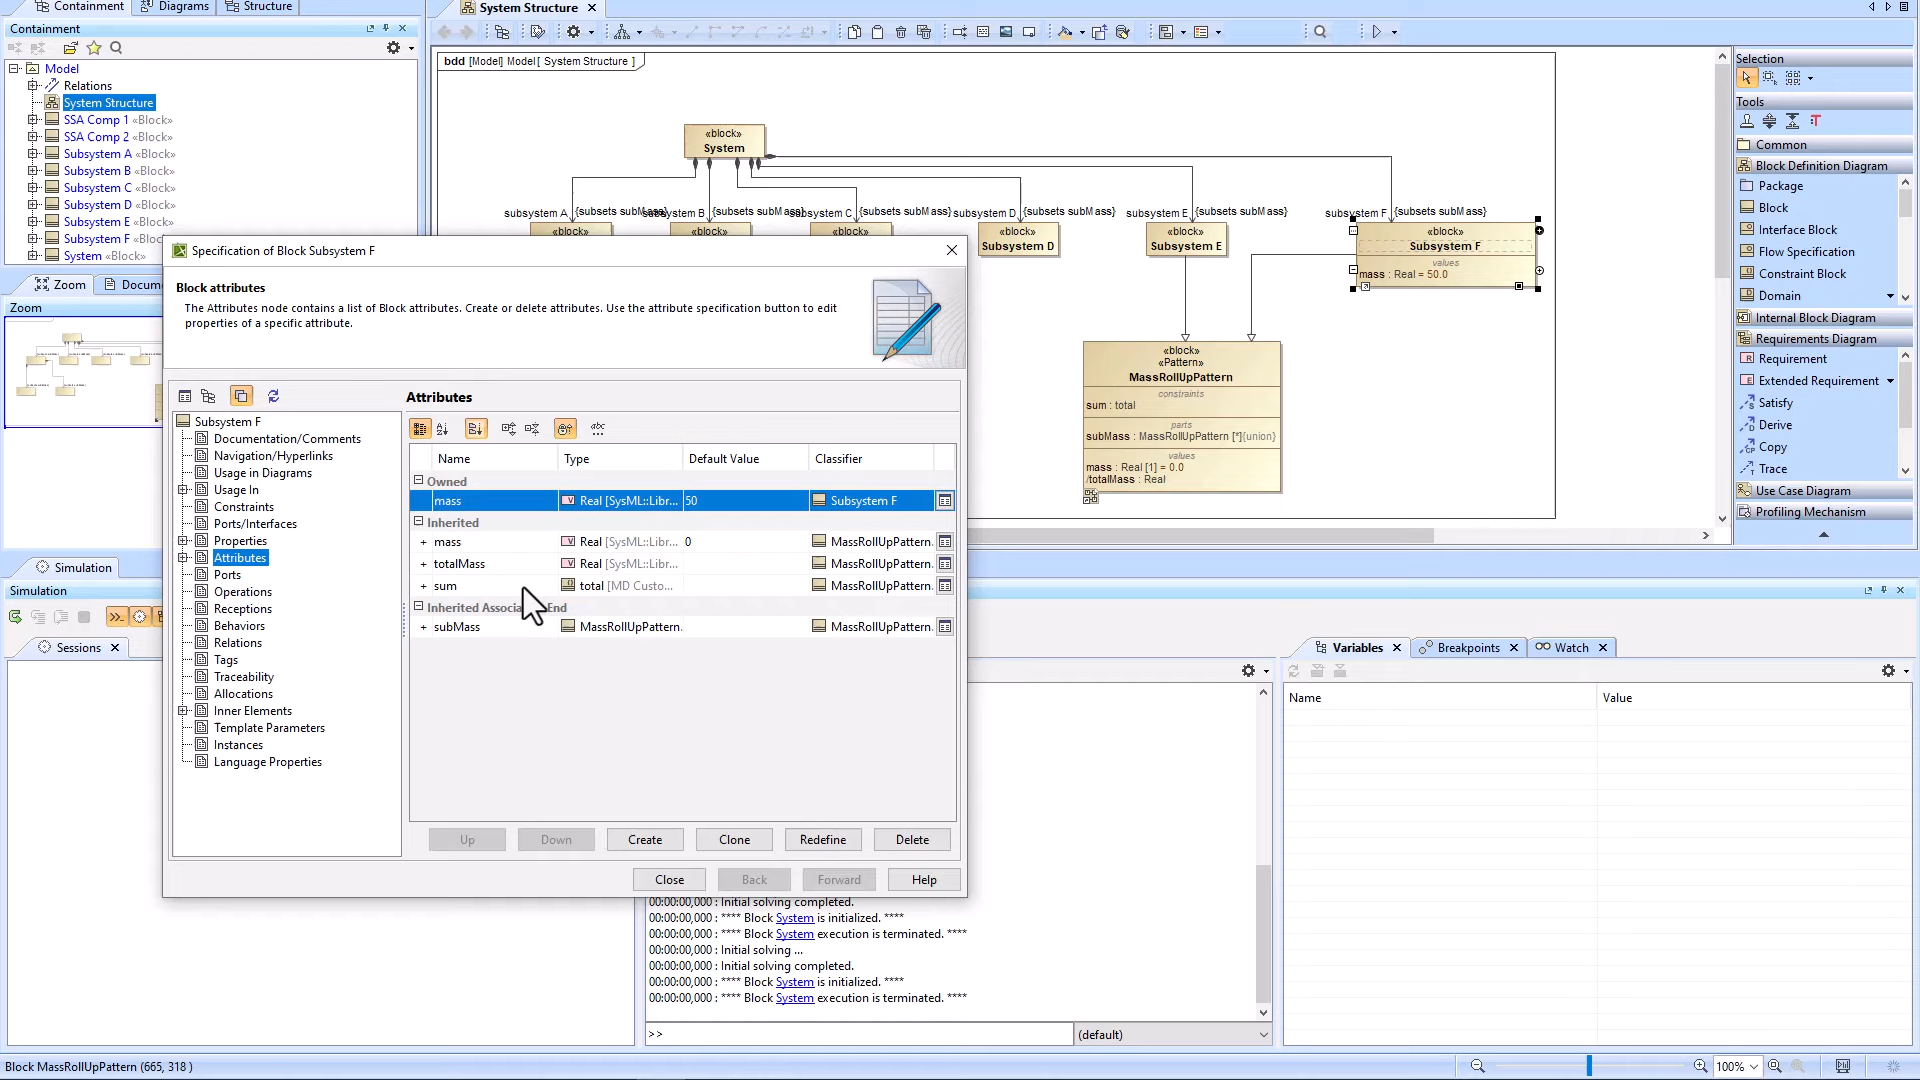 Containment
Diagrams
Structure
Containment
Model
Relations
System Structure
SSA Comp 1 «Block»
SSA Comp 2 «Block»
Subsystem A «Block»
Subsystem B «Block»
Subsystem C «Block»
Subsystem D «Block»
Subsystem E «Block»
Subsystem F «Block»
System «Block»
Zoom
Docum
Zoom
Simulation
Simulation
Sessions
System Structure
bdd [Model] Model[ System Structure ]
«block»
System
subsystem A {subsets subMass}
subsystem B {subsets subMass}
subsystem C {subsets subMass}
subsystem D {subsets subMass}
subsystem E {subsets subMass}
subsystem F {subsets subMass}
«block»
«block»
«block»
«block»
Subsystem D
«block»
Subsystem E
«block»
Subsystem F
values
mass : Real = 50.0
«block»
«Pattern»
MassRollUpPattern
constraints
sum : total
parts
subMass : MassRollUpPattern [*]{union}
values
mass : Real [1] = 0.0
/totalMass : Real
Specification of Block Subsystem F
Block attributes
The Attributes node contains a list of Block attributes. Create or delete attributes. Use the attribute specification button to edit
properties of a specific attribute.
Subsystem F
Documentation/Comments
Navigation/Hyperlinks
Usage in Diagrams
Usage In
Constraints
Ports/Interfaces
Properties
Attributes
Ports
Operations
Receptions
Behaviors
Relations
Tags
Traceability
Allocations
Inner Elements
Template Parameters
Instances
Language Properties
Attributes
Name Type Default Value Classifier
Owned
mass Real [SysML::Libr... 50 Subsystem F
Inherited
+ mass Real [SysML::Libr... 0 MassRollUpPattern.
+ totalMass Real [SysML::Libr... MassRollUpPattern.
+ sum total [MD Custo... MassRollUpPattern.
Inherited Associa End
+ subMass MassRollUpPattern. MassRollUpPattern.
Up Down Create Clone Redefine Delete
Close Back Forward Help
00:00:00,000 : Initial solving completed.
00:00:00,000 : **** Block System is initialized. ****
00:00:00,000 : **** Block System execution is terminated. ****
00:00:00,000 : Initial solving ...
00:00:00,000 : Initial solving completed.
00:00:00,000 : **** Block System is initialized. ****
00:00:00,000 : **** Block System execution is terminated. ****
>> (default)
Variables
Breakpoints
Watch
Name Value
Selection
Tools
Common
Block Definition Diagram
Package
Block
Interface Block
Flow Specification
Constraint Block
Domain
Internal Block Diagram
Requirements Diagram
Requirement
Extended Requirement
Satisfy
Derive
Copy
Trace
Use Case Diagram
Profiling Mechanism
Block MassRollUpPattern (665, 318 )
100%